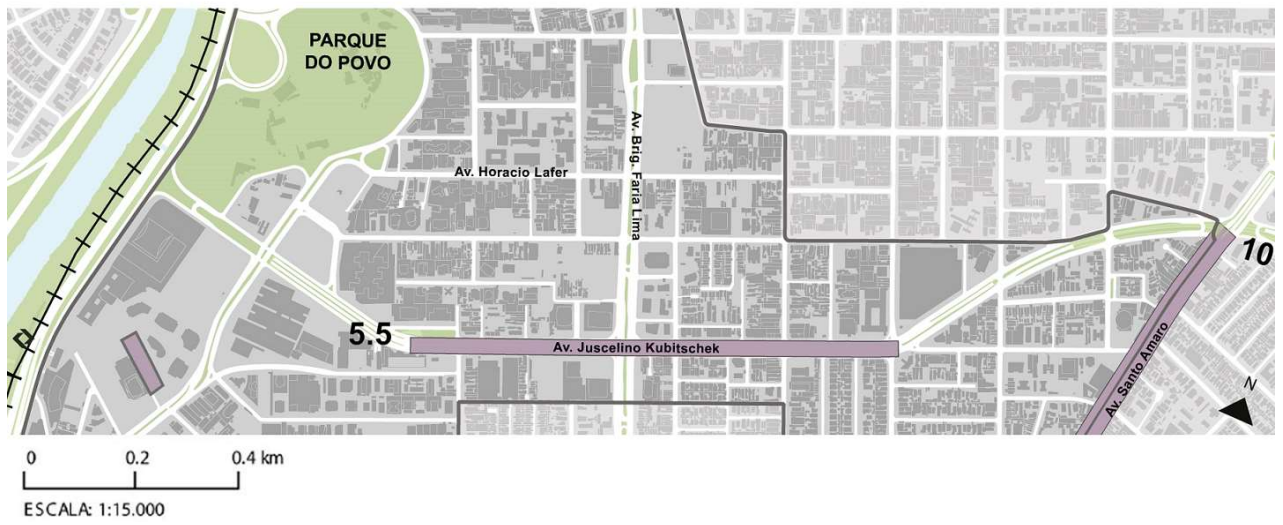 PARQUE
DO POVO
Av. Brig. Faria Lima
Av. Horacio Lafer
10
5.5
Av. Juscelino Kubitschek
Av. Santo Amaro
N
0 0.2 0.4 km
ESCALA: 1:15.000